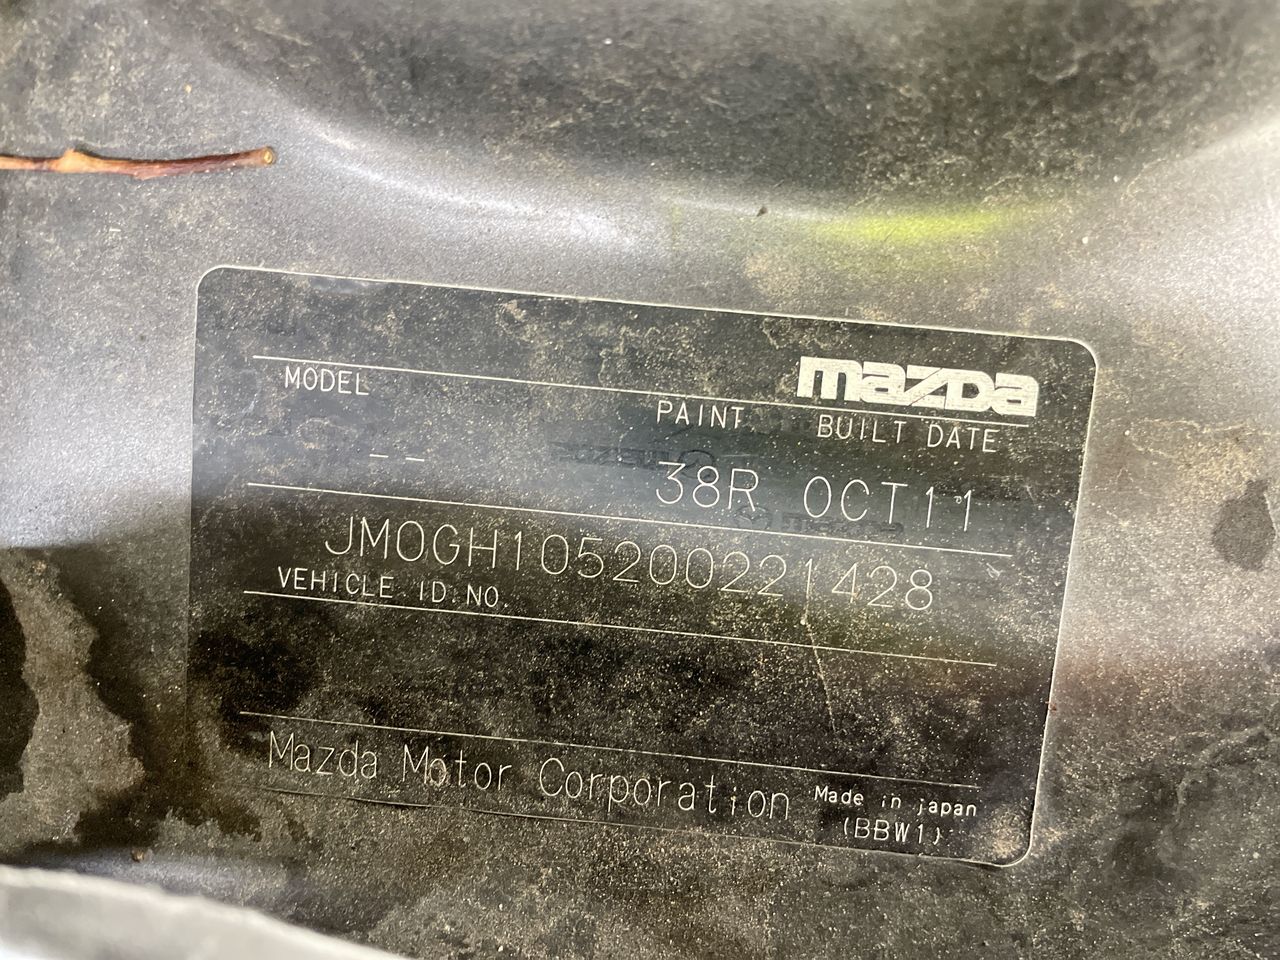 mazda
MODEL PAINT BUILT DATE
-- 38R OCT11
JM0GH105200221428
VEHICLE ID.NO.
Mazda Motor Corporation Made in japan
(BBW1)